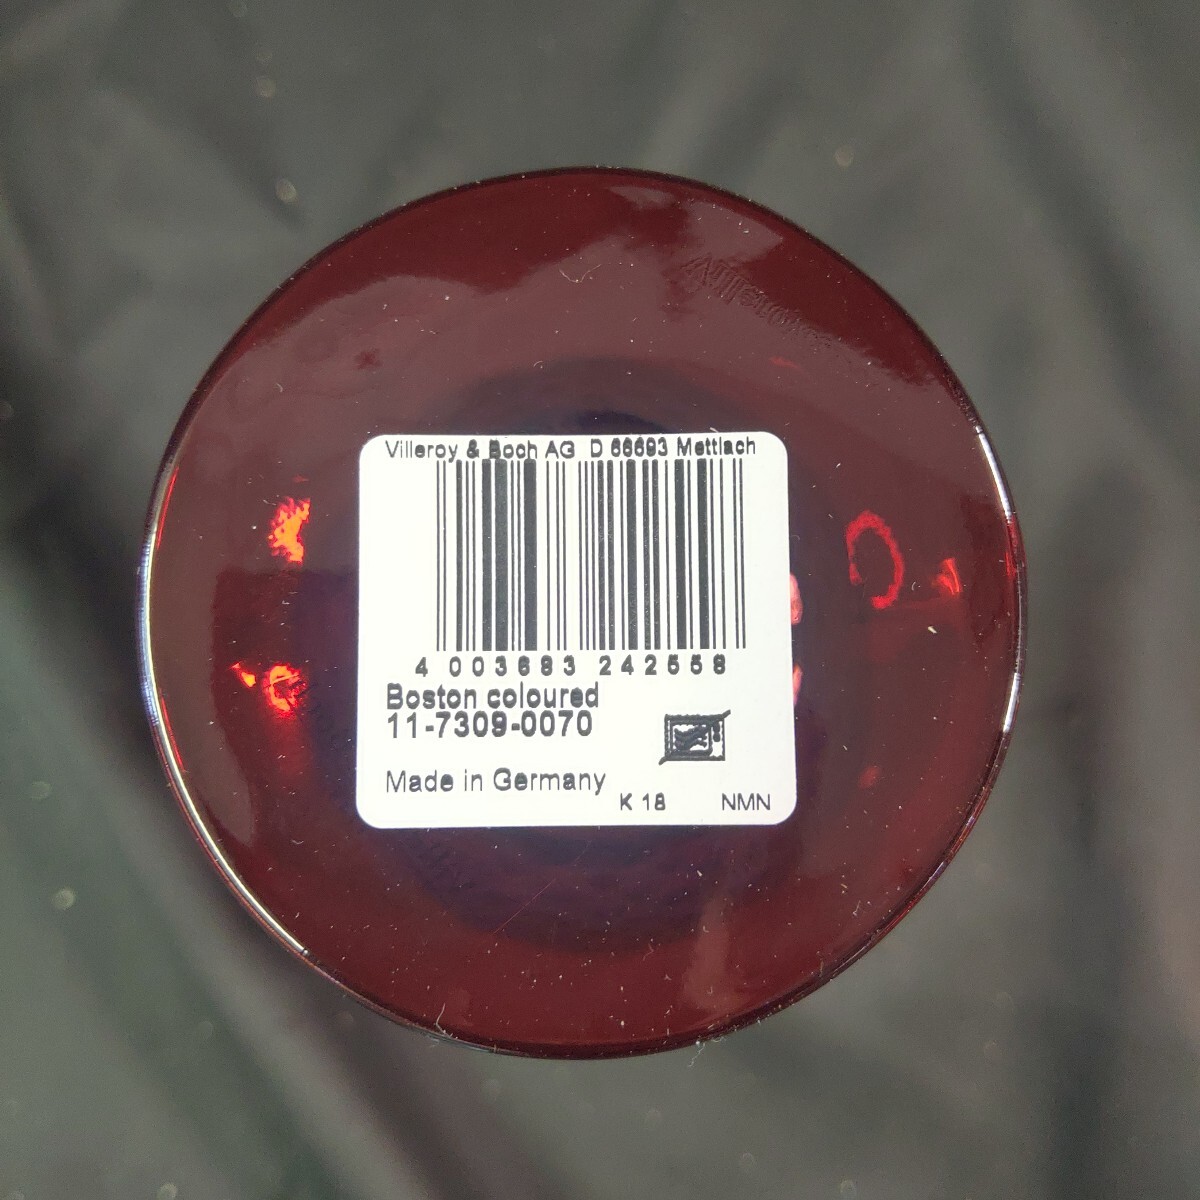 Villeroy & Boch AG D 66693 Mettlach
4 003683 242558
Boston coloured
11-7309-0070
Made in Germany
K 18 NMN